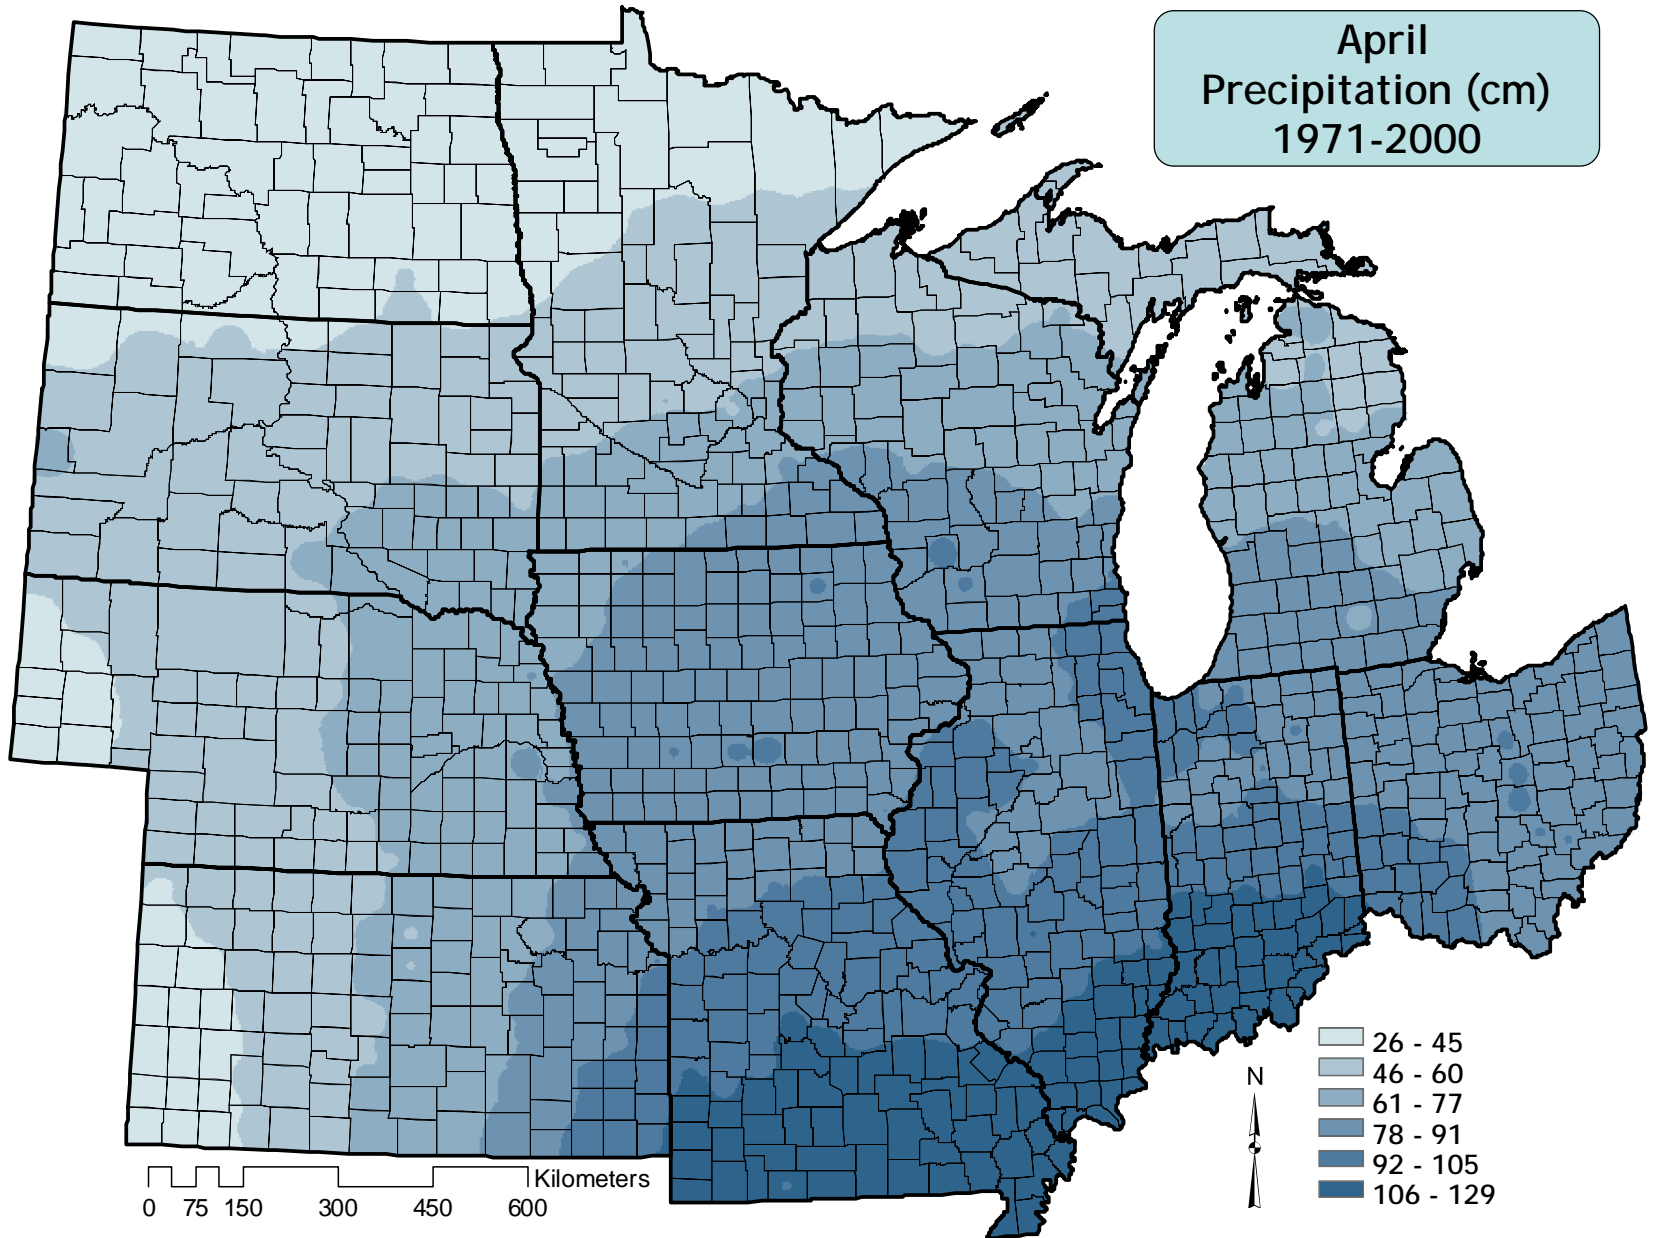 April
Precipitation (cm)
1971-2000
26 - 45
46 - 60
61 - 77
78 - 91
92 - 105
106 - 129
N
Kilometers
0 75 150 300 450 600